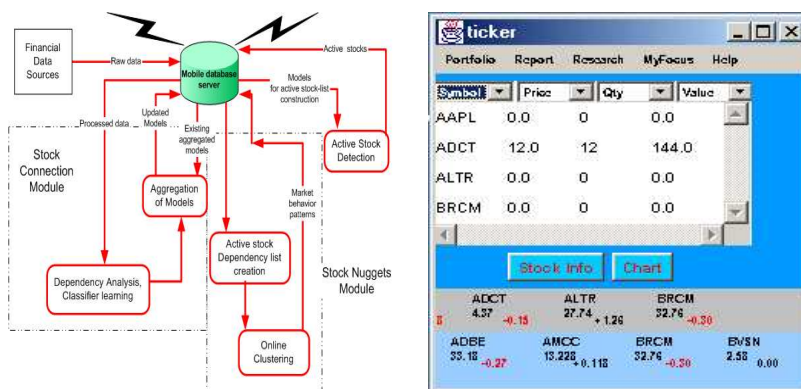 Financial
Data
Sources
Raw data
Mobile database
server
Active stocks
Models
for active stock-list
construction
Processed data
Updated
Models
Existing
aggregated
models
Active Stock
Detection
Stock
Connection
Module
Aggregation
of Models
Market
behavior
patterns
Active stock
Dependency list
creation
Stock Nuggets
Module
Dependency Analysis,
Classifier learning
Online
Clustering
ticker
Portfolio Report Research MyFocus Help
Symbol Price Qty Value
AAPL 0.0 0 0.0
ADCT 12.0 12 144.0
ALTR 0.0 0 0.0
BRCM 0.0 0 0.0
Stock Info Chart
ADCT ALTR BRCM
4.37 -0.15 27.74 +1.26 32.76 -0.30
ADBE AMCC BRCM BVSN
33.18 -0.27 13.228 +0.118 32.76 -0.30 2.58 0.00